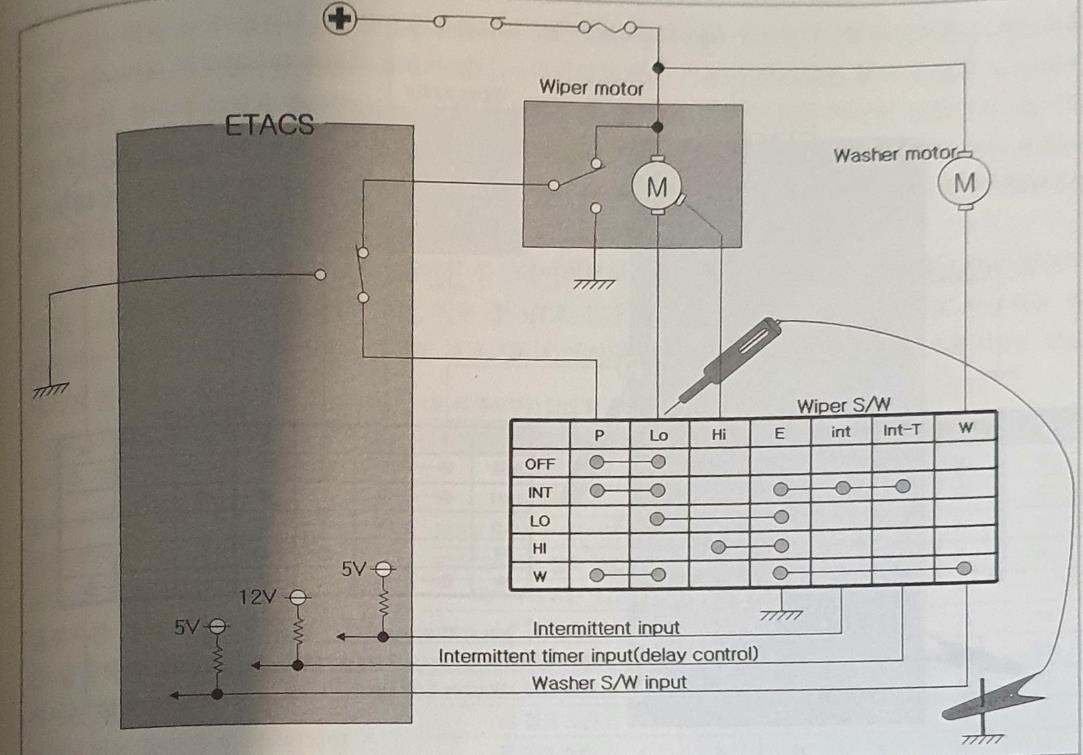 Wiper motor
ETACS
M
Washer motor
M
Wiper S/W
P Lo Hi E int Int-T W
OFF
INT
LO
HI
W
5V
12V
5V
Intermittent input
Intermittent timer input(delay control)
Washer S/W input